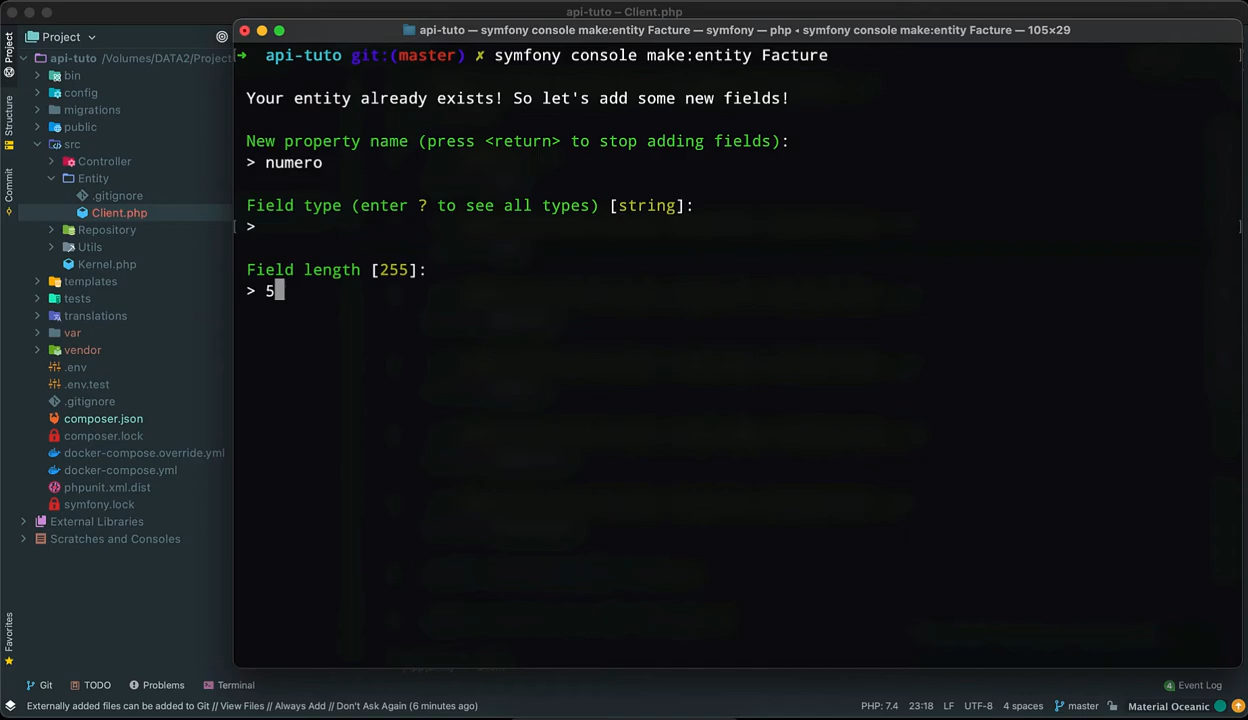 api-tuto – Client.php
Project
api-tuto — symfony console make:entity Facture — symfony — php ◂ symfony console make:entity Facture — 105×29
Project
Structure
Commit
Favorites
api-tuto /Volumes/DATA2/Project
bin
config
migrations
public
src
Controller
Entity
.gitignore
Client.php
Repository
Utils
Kernel.php
templates
tests
translations
var
vendor
.env
.env.test
.gitignore
composer.json
composer.lock
docker-compose.override.yml
docker-compose.yml
phpunit.xml.dist
symfony.lock
External Libraries
Scratches and Consoles
➜ api-tuto git:(master) ✗ symfony console make:entity Facture
Your entity already exists! So let's add some new fields!
New property name (press <return> to stop adding fields):
> numero
Field type (enter ? to see all types) [string]:
>
Field length [255]:
> 5
Git TODO Problems Terminal
4 Event Log
Externally added files can be added to Git // View Files // Always Add // Don't Ask Again (6 minutes ago)
PHP: 7.4 23:18 LF UTF-8 4 spaces master Material Oceanic